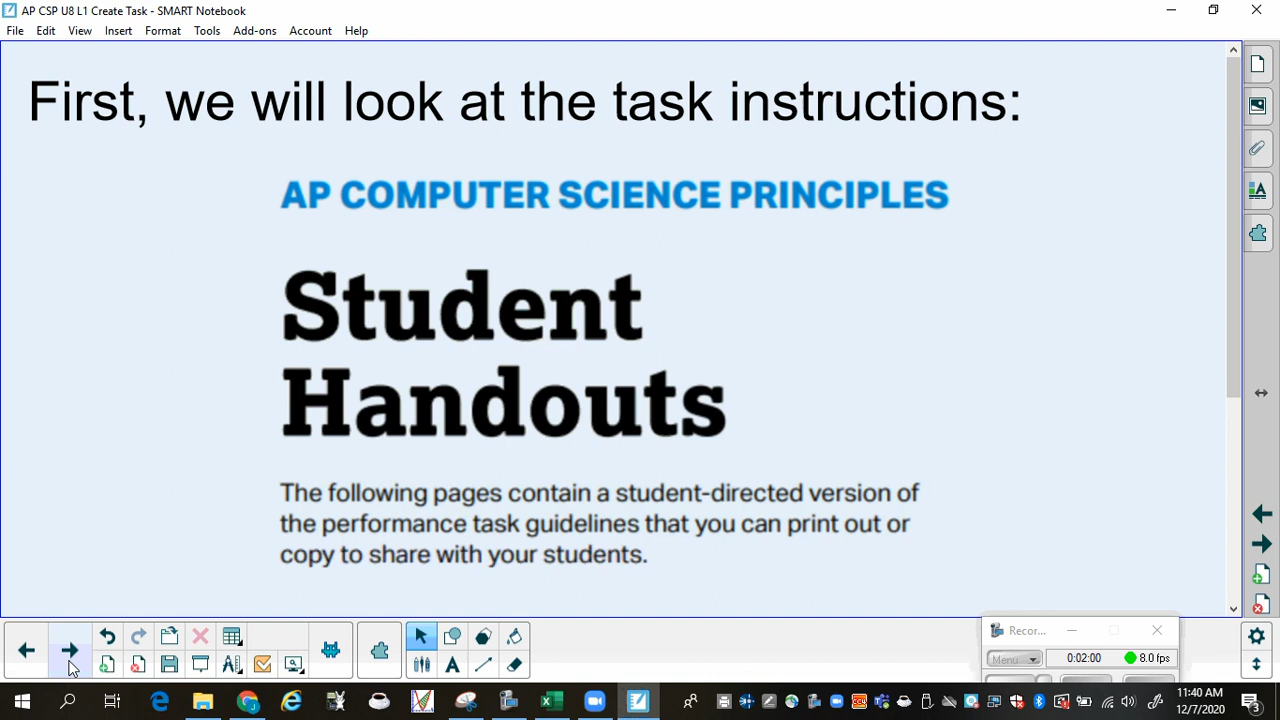 AP CSP U8 L1 Create Task - SMART Notebook
File Edit View Insert Format Tools Add-ons Account Help
First, we will look at the task instructions:
AP COMPUTER SCIENCE PRINCIPLES
Student
Handouts
The following pages contain a student-directed version of
the performance task guidelines that you can print out or
copy to share with your students.
Recor...
Menu
0:02:00
8.0 fps
11:40 AM
12/7/2020